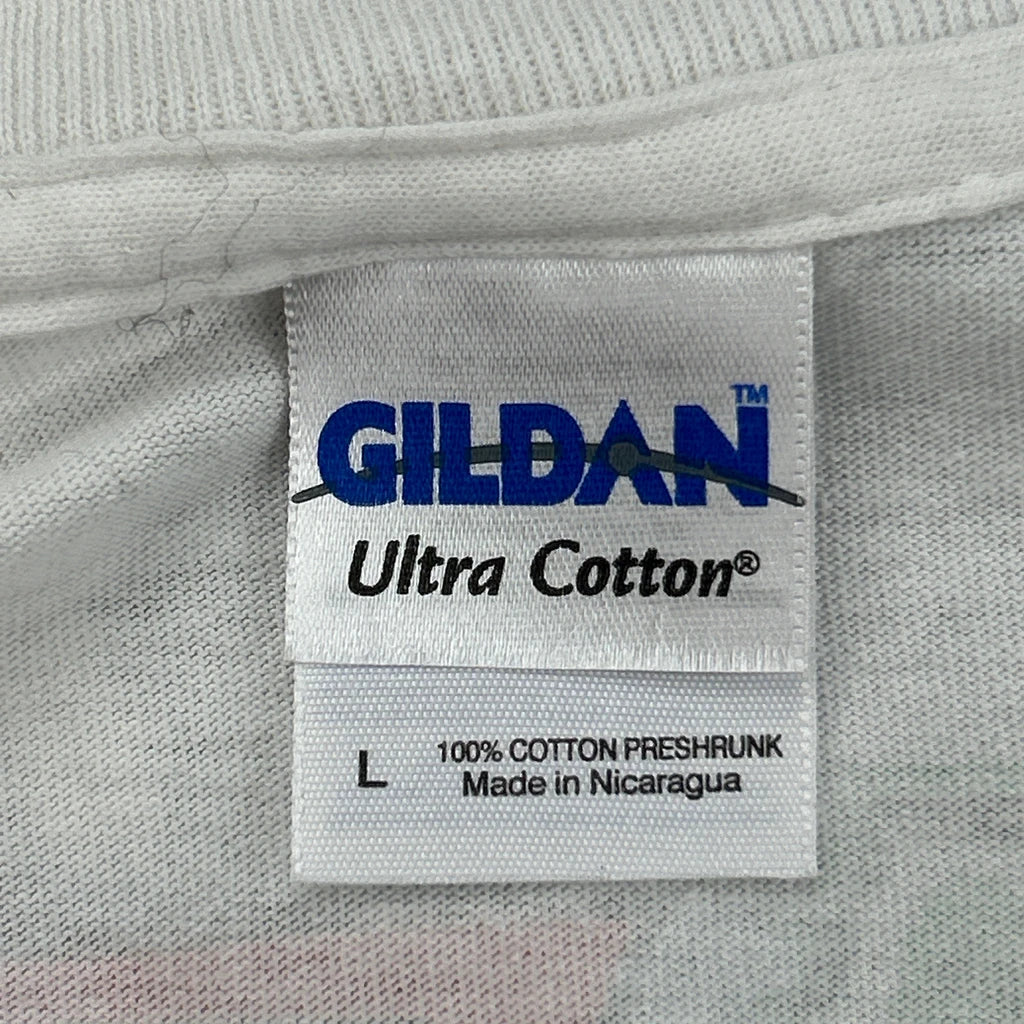 GILDAN™
Ultra Cotton®
L
100% COTTON PRESHRUNK
Made in Nicaragua